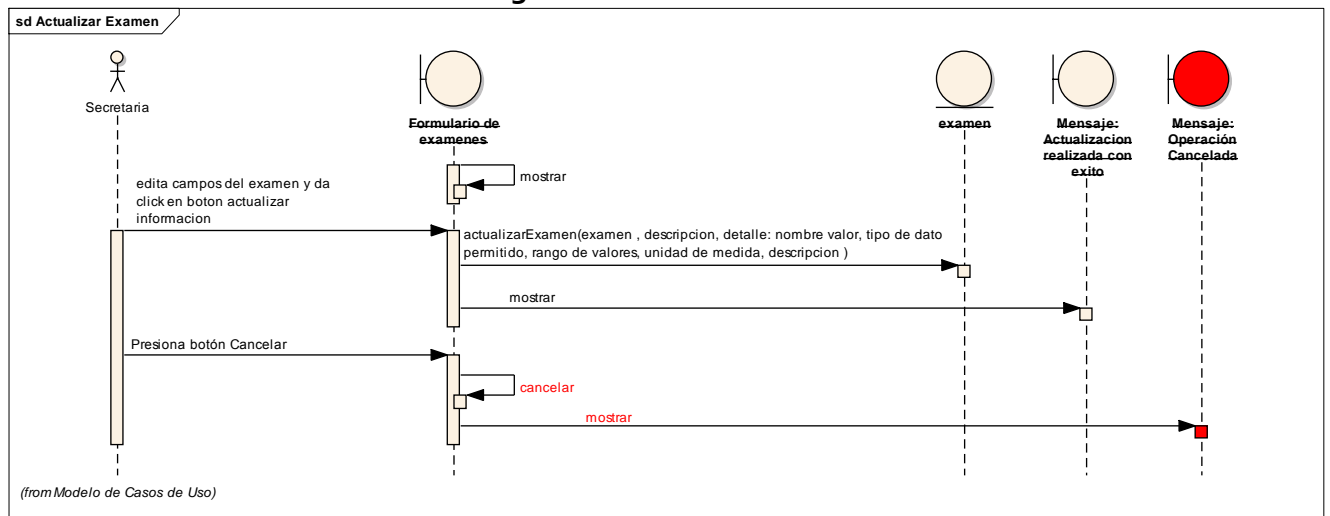 sd Actualizar Examen
Secretaria
Formulario de
examenes
examen
Mensaje:
Actualizacion
realizada con
exito
Mensaje:
Operación
Cancelada
mostrar
edita campos del examen y da
click en boton actualizar
informacion
actualizarExamen(examen , descripcion, detalle: nombre valor, tipo de dato
permitido, rango de valores, unidad de medida, descripcion )
mostrar
Presiona botón Cancelar
cancelar
mostrar
(from Modelo de Casos de Uso)